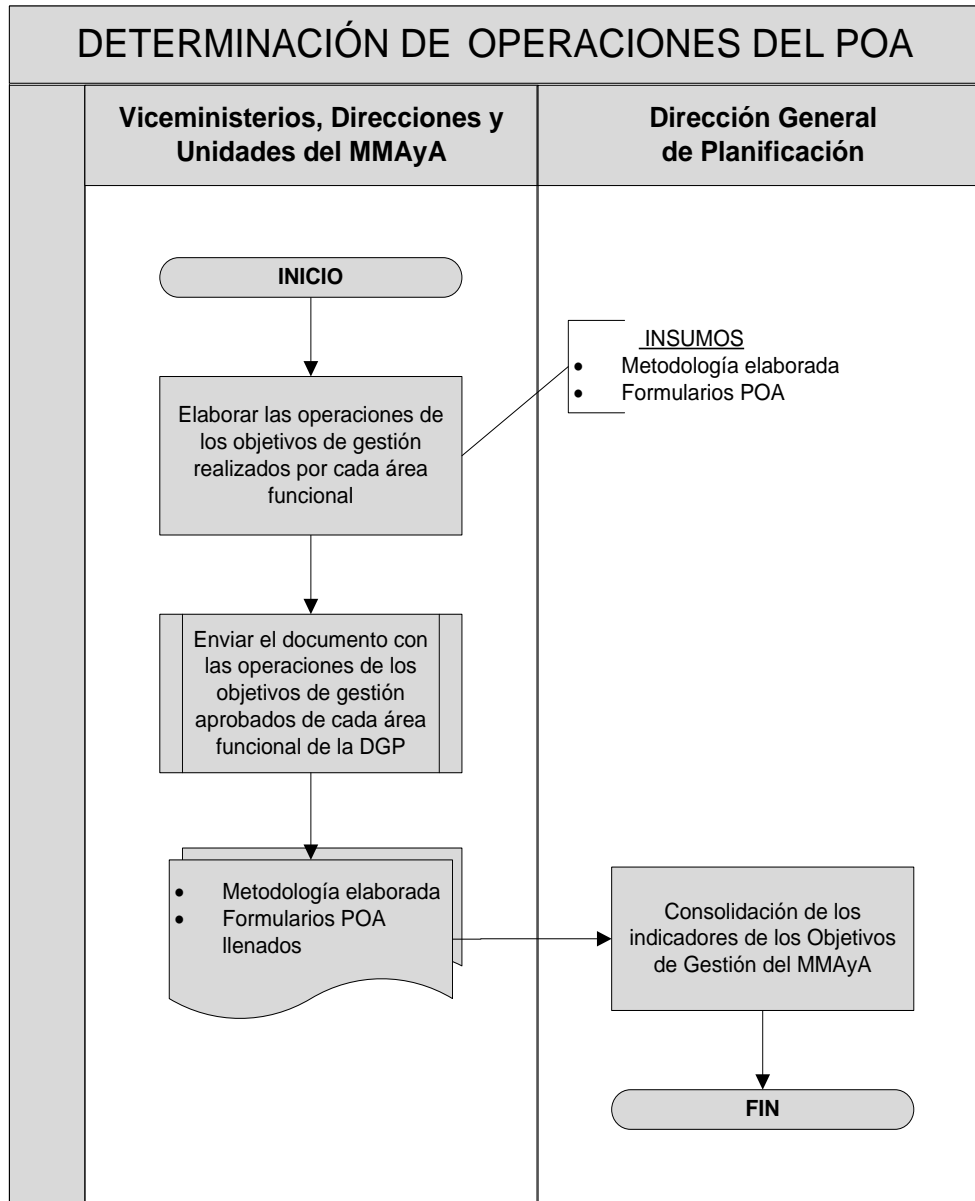 DETERMINACIÓN DE OPERACIONES DEL POA
Viceministerios, Direcciones y
Unidades del MMAyA
Dirección General
de Planificación
INICIO
INSUMOS
• Metodología elaborada
• Formularios POA
Elaborar las operaciones de
los objetivos de gestión
realizados por cada área
funcional
Enviar el documento con
las operaciones de los
objetivos de gestión
aprobados de cada área
funcional de la DGP
• Metodología elaborada
• Formularios POA
llenados
Consolidación de los
indicadores de los Objetivos
de Gestión del MMAyA
FIN